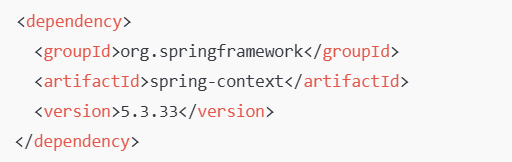 <dependency>
  <groupId>org.springframework</groupId>
  <artifactId>spring-context</artifactId>
  <version>5.3.33</version>
</dependency>